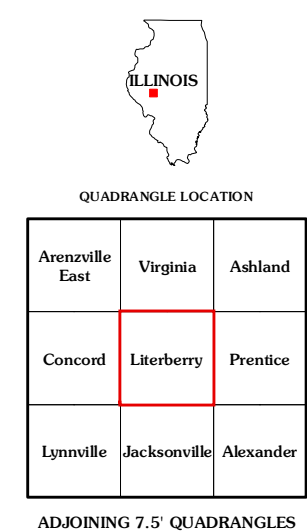 ILLINOIS
QUADRANGLE LOCATION
Arenzville
East
Virginia
Ashland
Concord
Literberry
Prentice
Lynnville
Jacksonville
Alexander
ADJOINING 7.5' QUADRANGLES